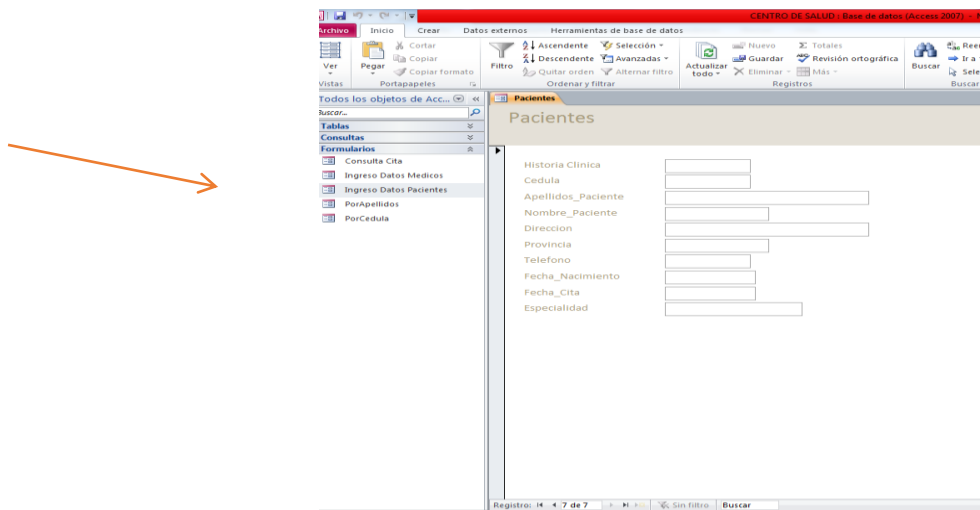 CENTRO DE SALUD : Base de datos (Access 2007) -
Archivo Inicio Crear Datos externos Herramientas de base de datos
Ver
Vistas
Pegar
Cortar
Copiar
Copiar formato
Portapapeles
Filtro
Ascendente
Descendente
Quitar orden
Selección
Avanzadas
Alternar filtro
Ordenar y filtrar
Actualizar todo
Nuevo
Guardar
Eliminar
Totales
Revisión ortográfica
Más
Registros
Buscar
Ree
Ir a
Sele
Buscar
Todos los objetos de Acc...
Buscar...
Tablas
Consultas
Formularios
Consulta Cita
Ingreso Datos Medicos
Ingreso Datos Pacientes
PorApellidos
PorCedula
Pacientes
Pacientes
Historia Clinica
Cedula
Apellidos_Paciente
Nombre_Paciente
Direccion
Provincia
Telefono
Fecha_Nacimiento
Fecha_Cita
Especialidad
Registro: 7 de 7 Sin filtro Buscar